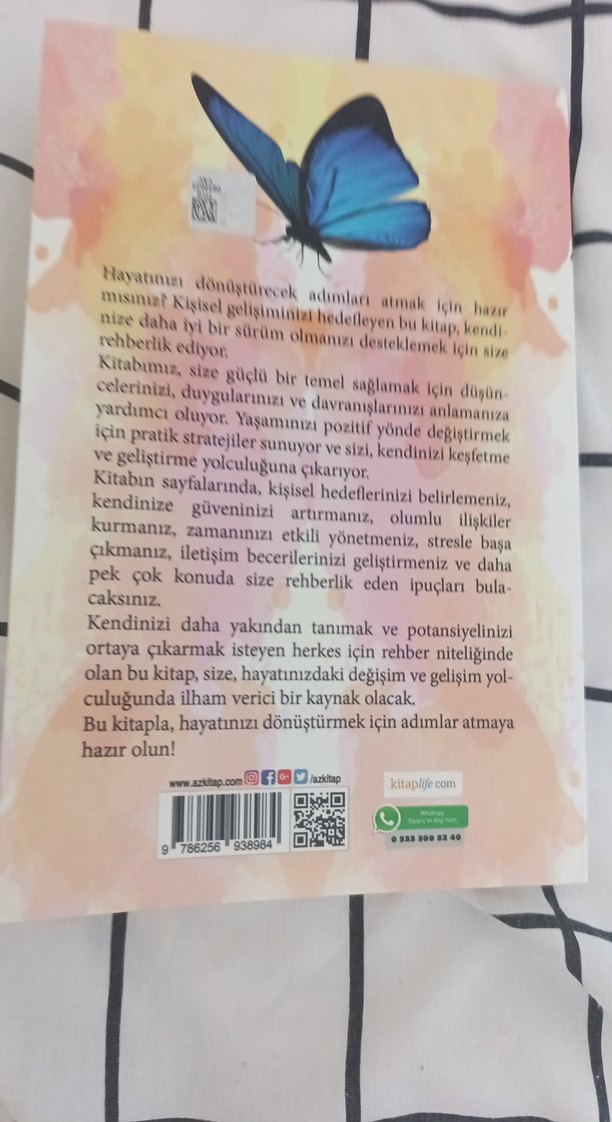 Hayatınızı dönüştürecek adımları atmak için hazır
mısınız? Kişisel gelişiminizi hedefleyen bu kitap, kendi-
nize daha iyi bir sürüm olmanızı desteklemek için size
rehberlik ediyor.
Kitabımız, size güçlü bir temel sağlamak için düşün-
celerinizi, duygularınızı ve davranışlarınızı anlamanıza
yardımcı oluyor. Yaşamınızı pozitif yönde değiştirmek
için pratik stratejiler sunuyor ve sizi, kendinizi keşfetme
ve geliştirme yolculuğuna çıkarıyor.
Kitabın sayfalarında, kişisel hedeflerinizi belirlemeniz,
kendinize güveninizi artırmanız, olumlu ilişkiler
kurmanız, zamanınızı etkili yönetmeniz, stresle başa
çıkmanız, iletişim becerilerinizi geliştirmeniz ve daha
pek çok konuda size rehberlik eden ipuçları bula-
caksınız.
Kendinizi daha yakından tanımak ve potansiyelinizi
ortaya çıkarmak isteyen herkes için rehber niteliğinde
olan bu kitap, size, hayatınızdaki değişim ve gelişim yol-
culuğunda ilham verici bir kaynak olacak.
Bu kitapla, hayatınızı dönüştürmek için adımlar atmaya
hazır olun!
www.azkitap.com /azkitap
kitaplife.com
Whatsapp
Sipariş Ve Bilgi Hattı
9 786256 938984